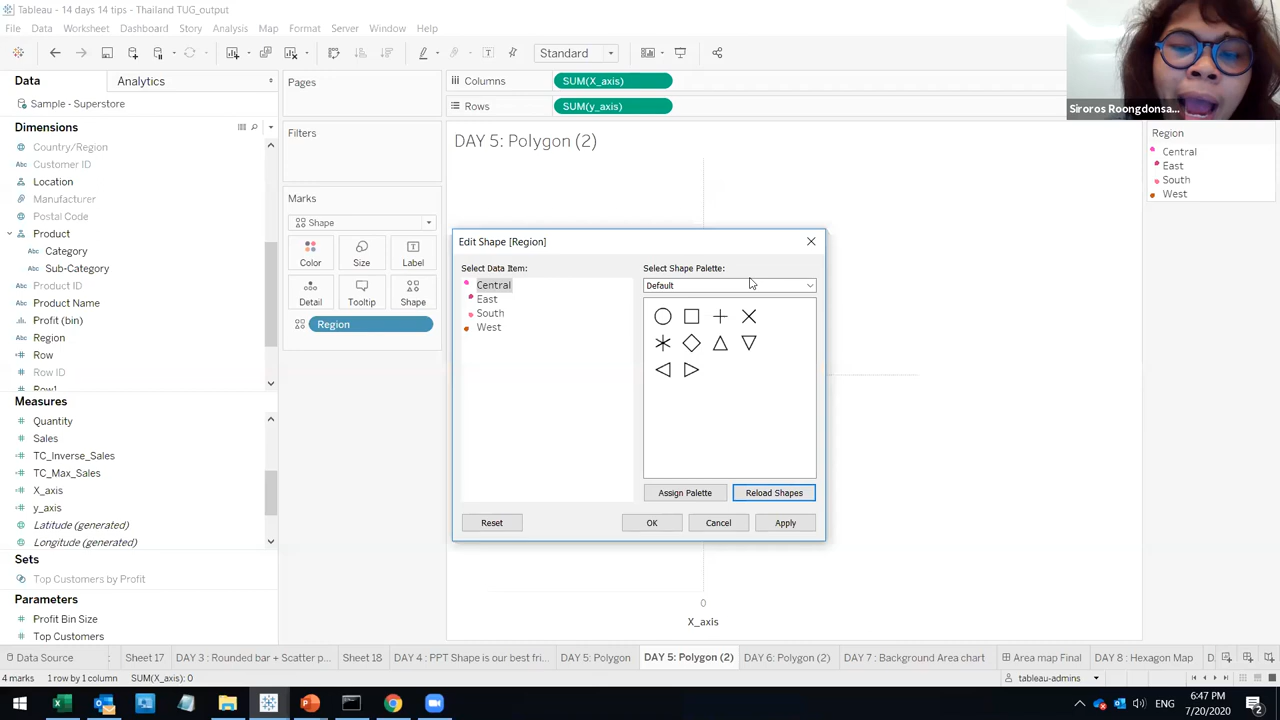 Tableau - 14 days 14 tips - Thailand TUG_output
File Data Worksheet Dashboard Story Analysis Map Format Server Window Help
Standard
Siroros Roongdonsa...
Data Analytics
Sample - Superstore
Dimensions
Country/Region
Customer ID
Location
Manufacturer
Postal Code
Product
Abc Category
Abc Sub-Category
Product ID
Abc Product Name
Profit (bin)
Abc Region
# Row
Row ID
# Row1
Measures
# Quantity
# Sales
# TC_Inverse_Sales
# TC_Max_Sales
# X_axis
# y_axis
Latitude (generated)
Longitude (generated)
Sets
Top Customers by Profit
Parameters
# Profit Bin Size
# Top Customers
Pages
Filters
Marks
Shape
Color Size Label
Detail Tooltip Shape
Region
Columns SUM(X_axis)
Rows SUM(y_axis)
DAY 5: Polygon (2)
0
X_axis
Edit Shape [Region]
Select Data Item:
Central
East
South
West
Select Shape Palette:
Default
Assign Palette Reload Shapes
Reset OK Cancel Apply
Region
Central
East
South
West
Data Source Sheet 17 DAY 3 : Rounded bar + Scatter p... Sheet 18 DAY 4 : PPT Shape is our best fri... DAY 5: Polygon DAY 5: Polygon (2) DAY 6: Polygon (2) DAY 7: Background Area chart Area map Final DAY 8: Hexagon Map D
4 marks 1 row by 1 column SUM(X_axis): 0 tableau-admins
ENG 6:47 PM
7/20/2020 2